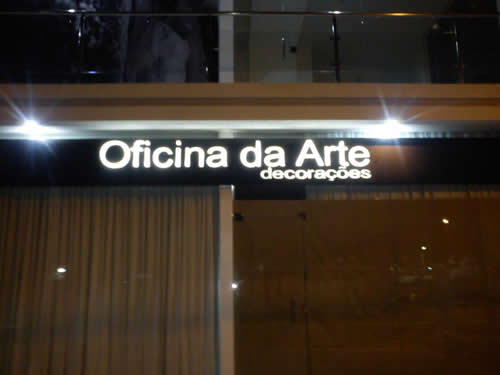 Oficina da Arte
decorações